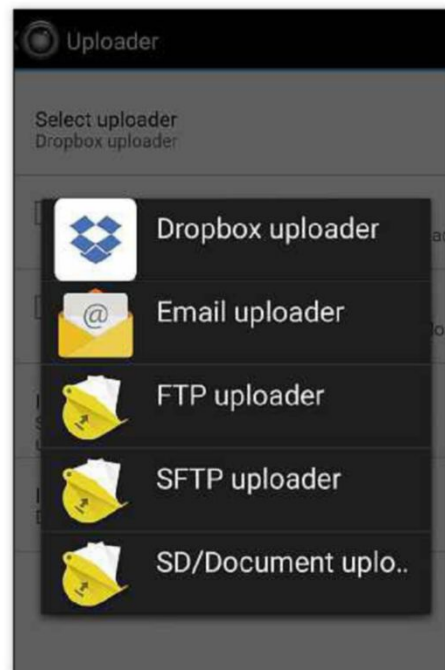 Uploader
Select uploader
Dropbox uploader
Dropbox uploader
@
Email uploader
FTP uploader
SFTP uploader
SD/Document uplo..